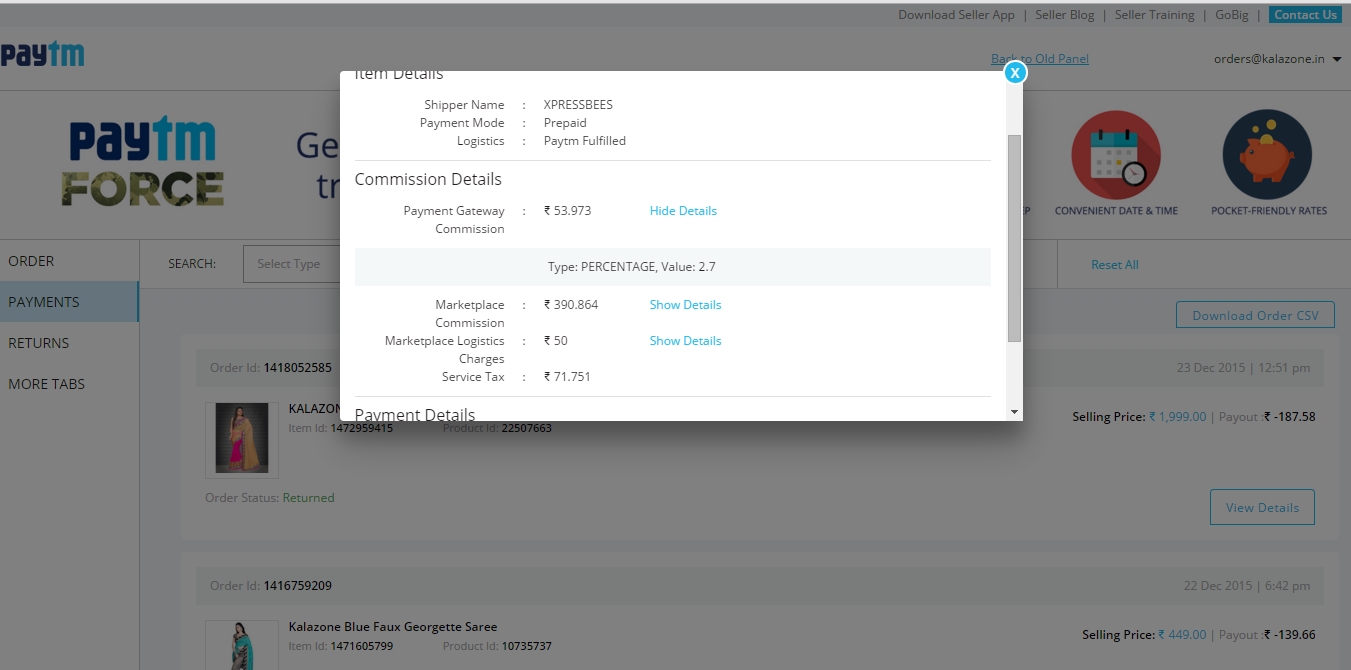 Download Seller App | Seller Blog | Seller Training | GoBig | Contact Us
paytm
Back to Old Panel
orders@kalazone.in
paytm
FORCE
Ge
tr
P
CONVENIENT DATE & TIME
POCKET-FRIENDLY RATES
Item Details
X
Shipper Name : XPRESSBEES
Payment Mode : Prepaid
Logistics : Paytm Fulfilled
Commission Details
Payment Gateway : ₹ 53.973 Hide Details
Commission
Type: PERCENTAGE, Value: 2.7
Marketplace : ₹ 390.864 Show Details
Commission
Marketplace Logistics : ₹ 50 Show Details
Charges
Service Tax : ₹ 71.751
Payment Details
ORDER
PAYMENTS
RETURNS
MORE TABS
SEARCH:
Select Type
Reset All
Download Order CSV
Order Id: 1418052585
23 Dec 2015 | 12:51 pm
KALAZON
Item Id: 1472959415 Product Id: 22507663
Selling Price: ₹ 1,999.00 | Payout :₹ -187.58
Order Status: Returned
View Details
Order Id: 1416759209
22 Dec 2015 | 6:42 pm
Kalazone Blue Faux Georgette Saree
Item Id: 1471605799 Product Id: 10735737
Selling Price: ₹ 449.00 | Payout :₹ -139.66